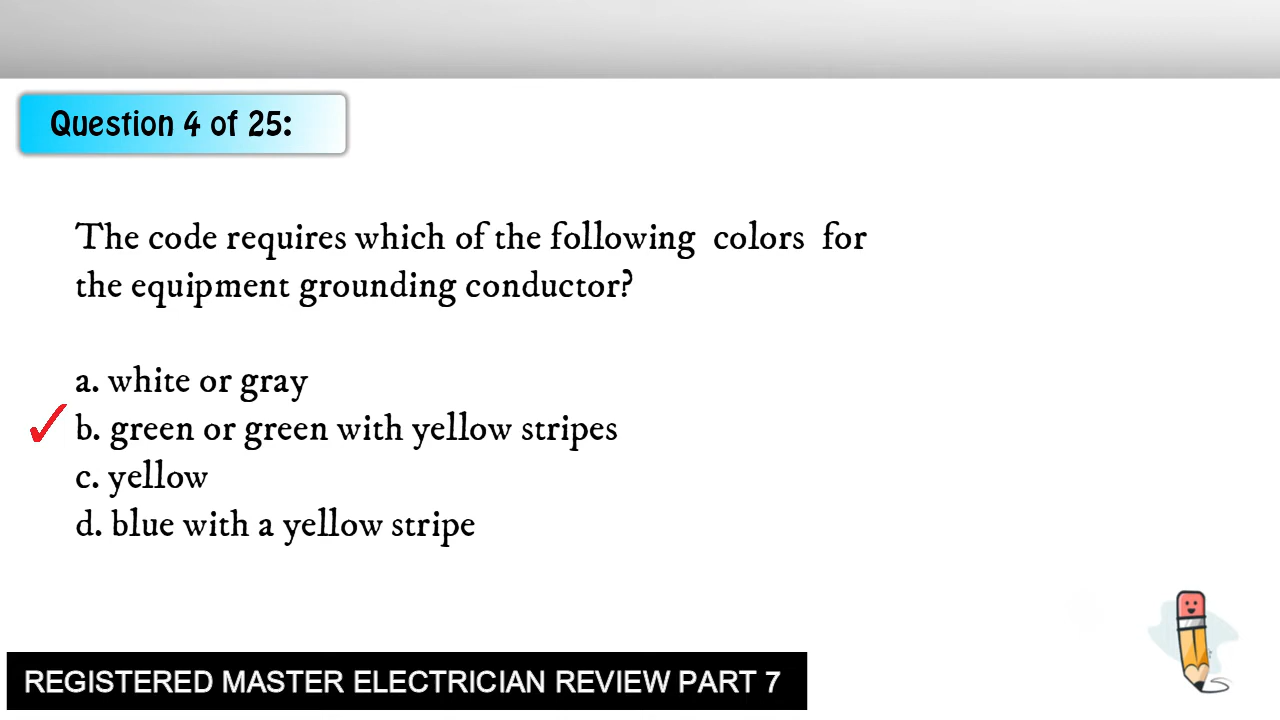 Question 4 of 25:
The code requires which of the following colors for
the equipment grounding conductor?
a. white or gray
b. green or green with yellow stripes
c. yellow
d. blue with a yellow stripe
REGISTERED MASTER ELECTRICIAN REVIEW PART 7